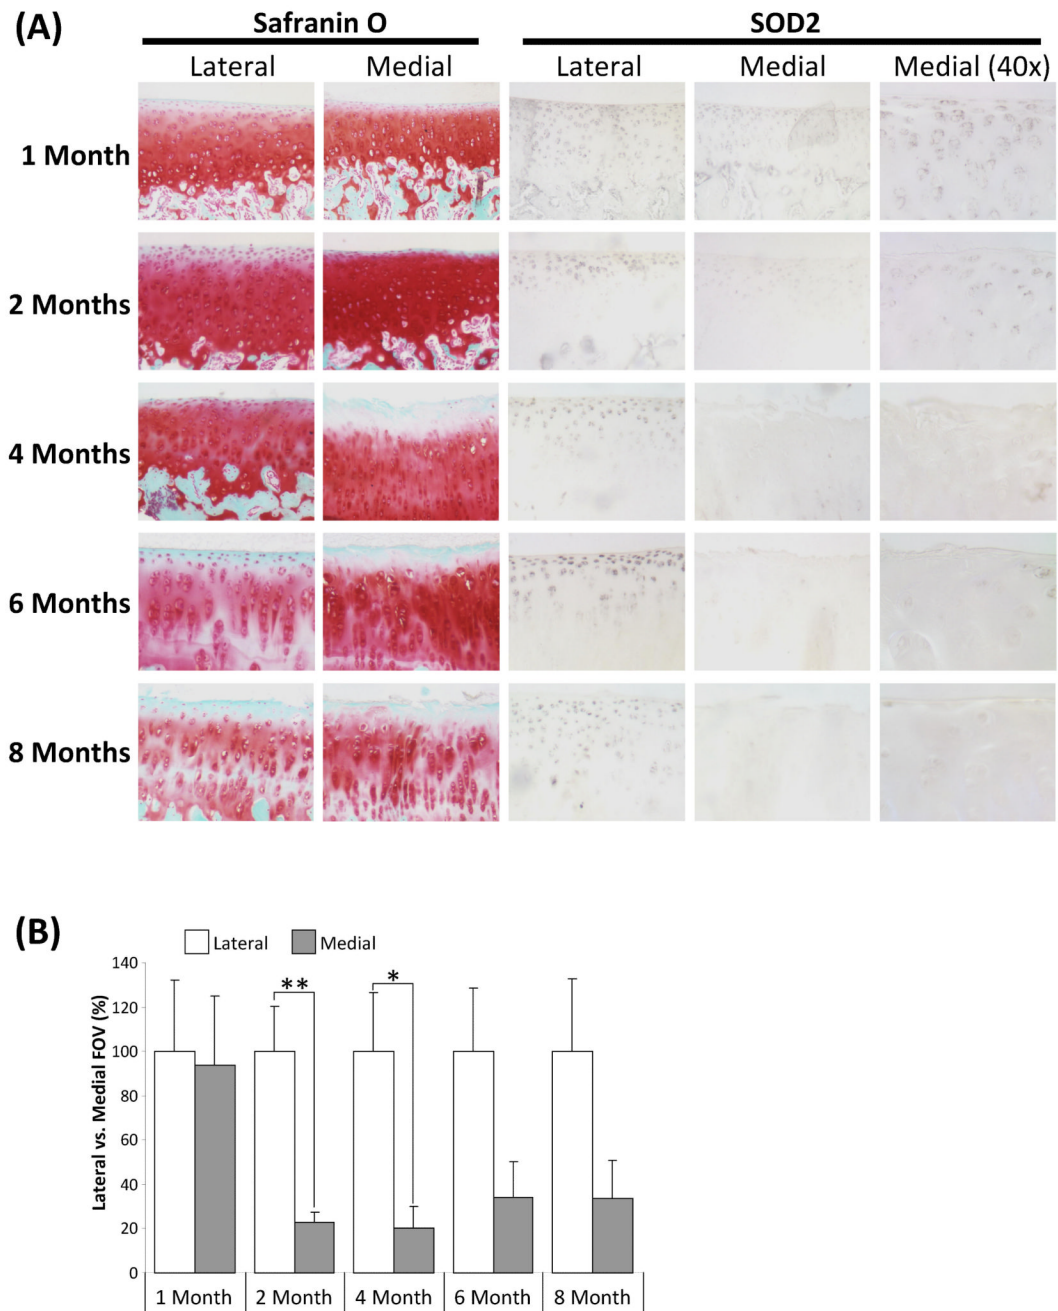 (A)
Safranin O SOD2
Lateral Medial Lateral Medial Medial (40x)
1 Month
2 Months
4 Months
6 Months
8 Months
(B)
Lateral Medial
Lateral vs. Medial FOV (%)
140
120
100
80
60
40
20
0
** *
1 Month 2 Month 4 Month 6 Month 8 Month